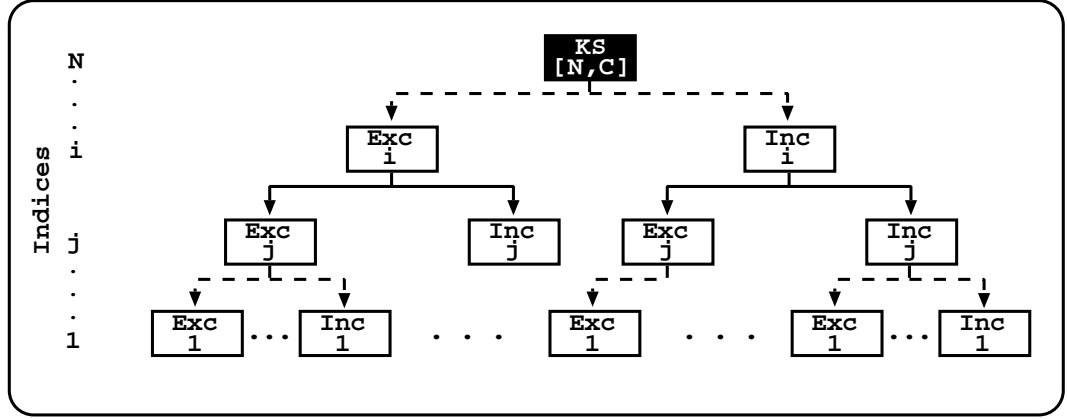 KS
[N,C]
N
.
.
.
i
Indices
j
.
.
.
1
Exc
i
Inc
i
Exc
j
Inc
j
Exc
j
Inc
j
Exc
1
...
Inc
1
. . .
Exc
1
. . .
Exc
1
...
Inc
1